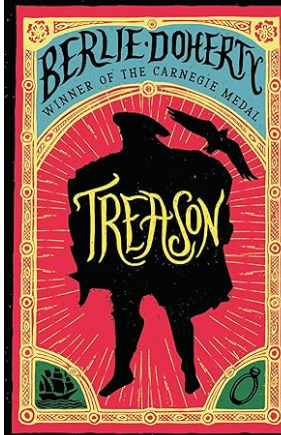 BERLIE·DOHERTY
WINNER OF THE CARNEGIE MEDAL
TREASON